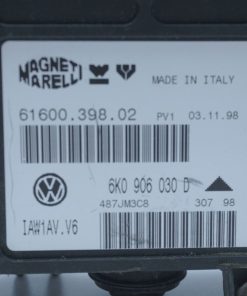 MAGNETI
MARELLI
MADE IN ITALY
61600.398.02 PV1 03.11.98
6K0 906 030 D
487JM3C8 307 98
IAW1AV.V6